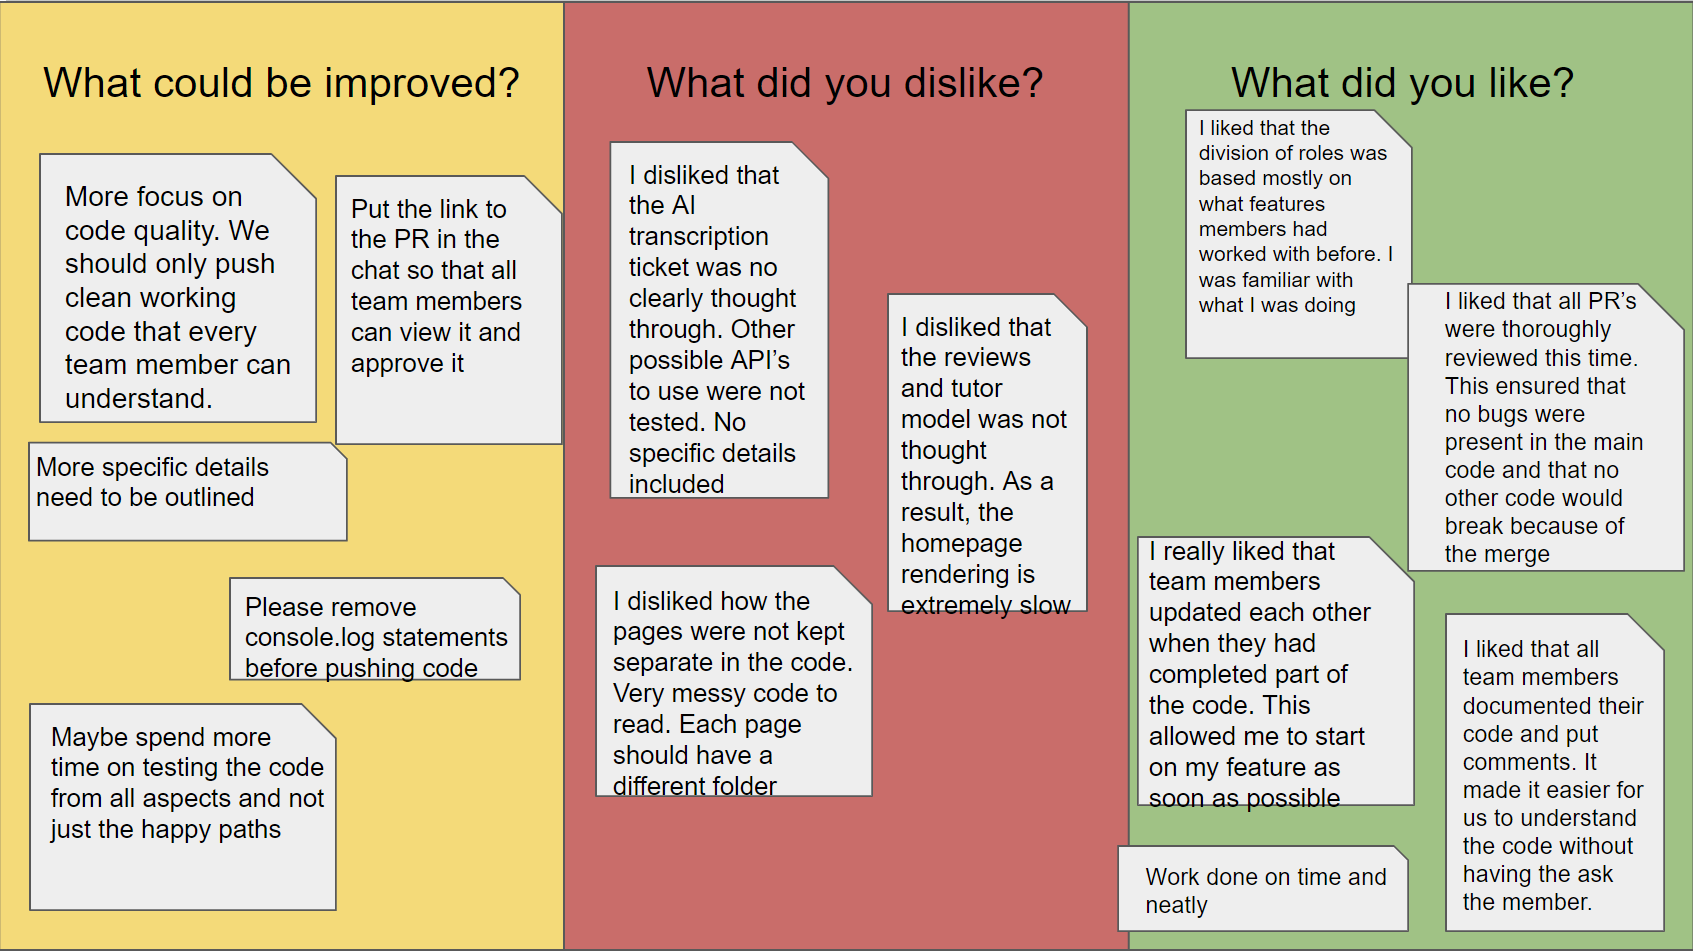 What could be improved?
More focus on
code quality. We
should only push
clean working
code that every
team member can
understand.
Put the link to
the PR in the
chat so that all
team members
can view it and
approve it
More specific details
need to be outlined
Please remove
console.log statements
before pushing code
Maybe spend more
time on testing the code
from all aspects and not
just the happy paths
What did you dislike?
I disliked that
the AI
transcription
ticket was no
clearly thought
through. Other
possible API’s
to use were not
tested. No
specific details
included
I disliked that
the reviews
and tutor
model was not
thought
through. As a
result, the
homepage
rendering is
extremely slow
I disliked how the
pages were not kept
separate in the code.
Very messy code to
read. Each page
should have a
different folder
What did you like?
I liked that the
division of roles was
based mostly on
what features
members had
worked with before. I
was familiar with
what I was doing
I liked that all PR’s
were thoroughly
reviewed this time.
This ensured that
no bugs were
present in the main
code and that no
other code would
break because of
the merge
I really liked that
team members
updated each other
when they had
completed part of
the code. This
allowed me to start
on my feature as
soon as possible
I liked that all
team members
documented their
code and put
comments. It
made it easier for
us to understand
the code without
having the ask
the member.
Work done on time and
neatly